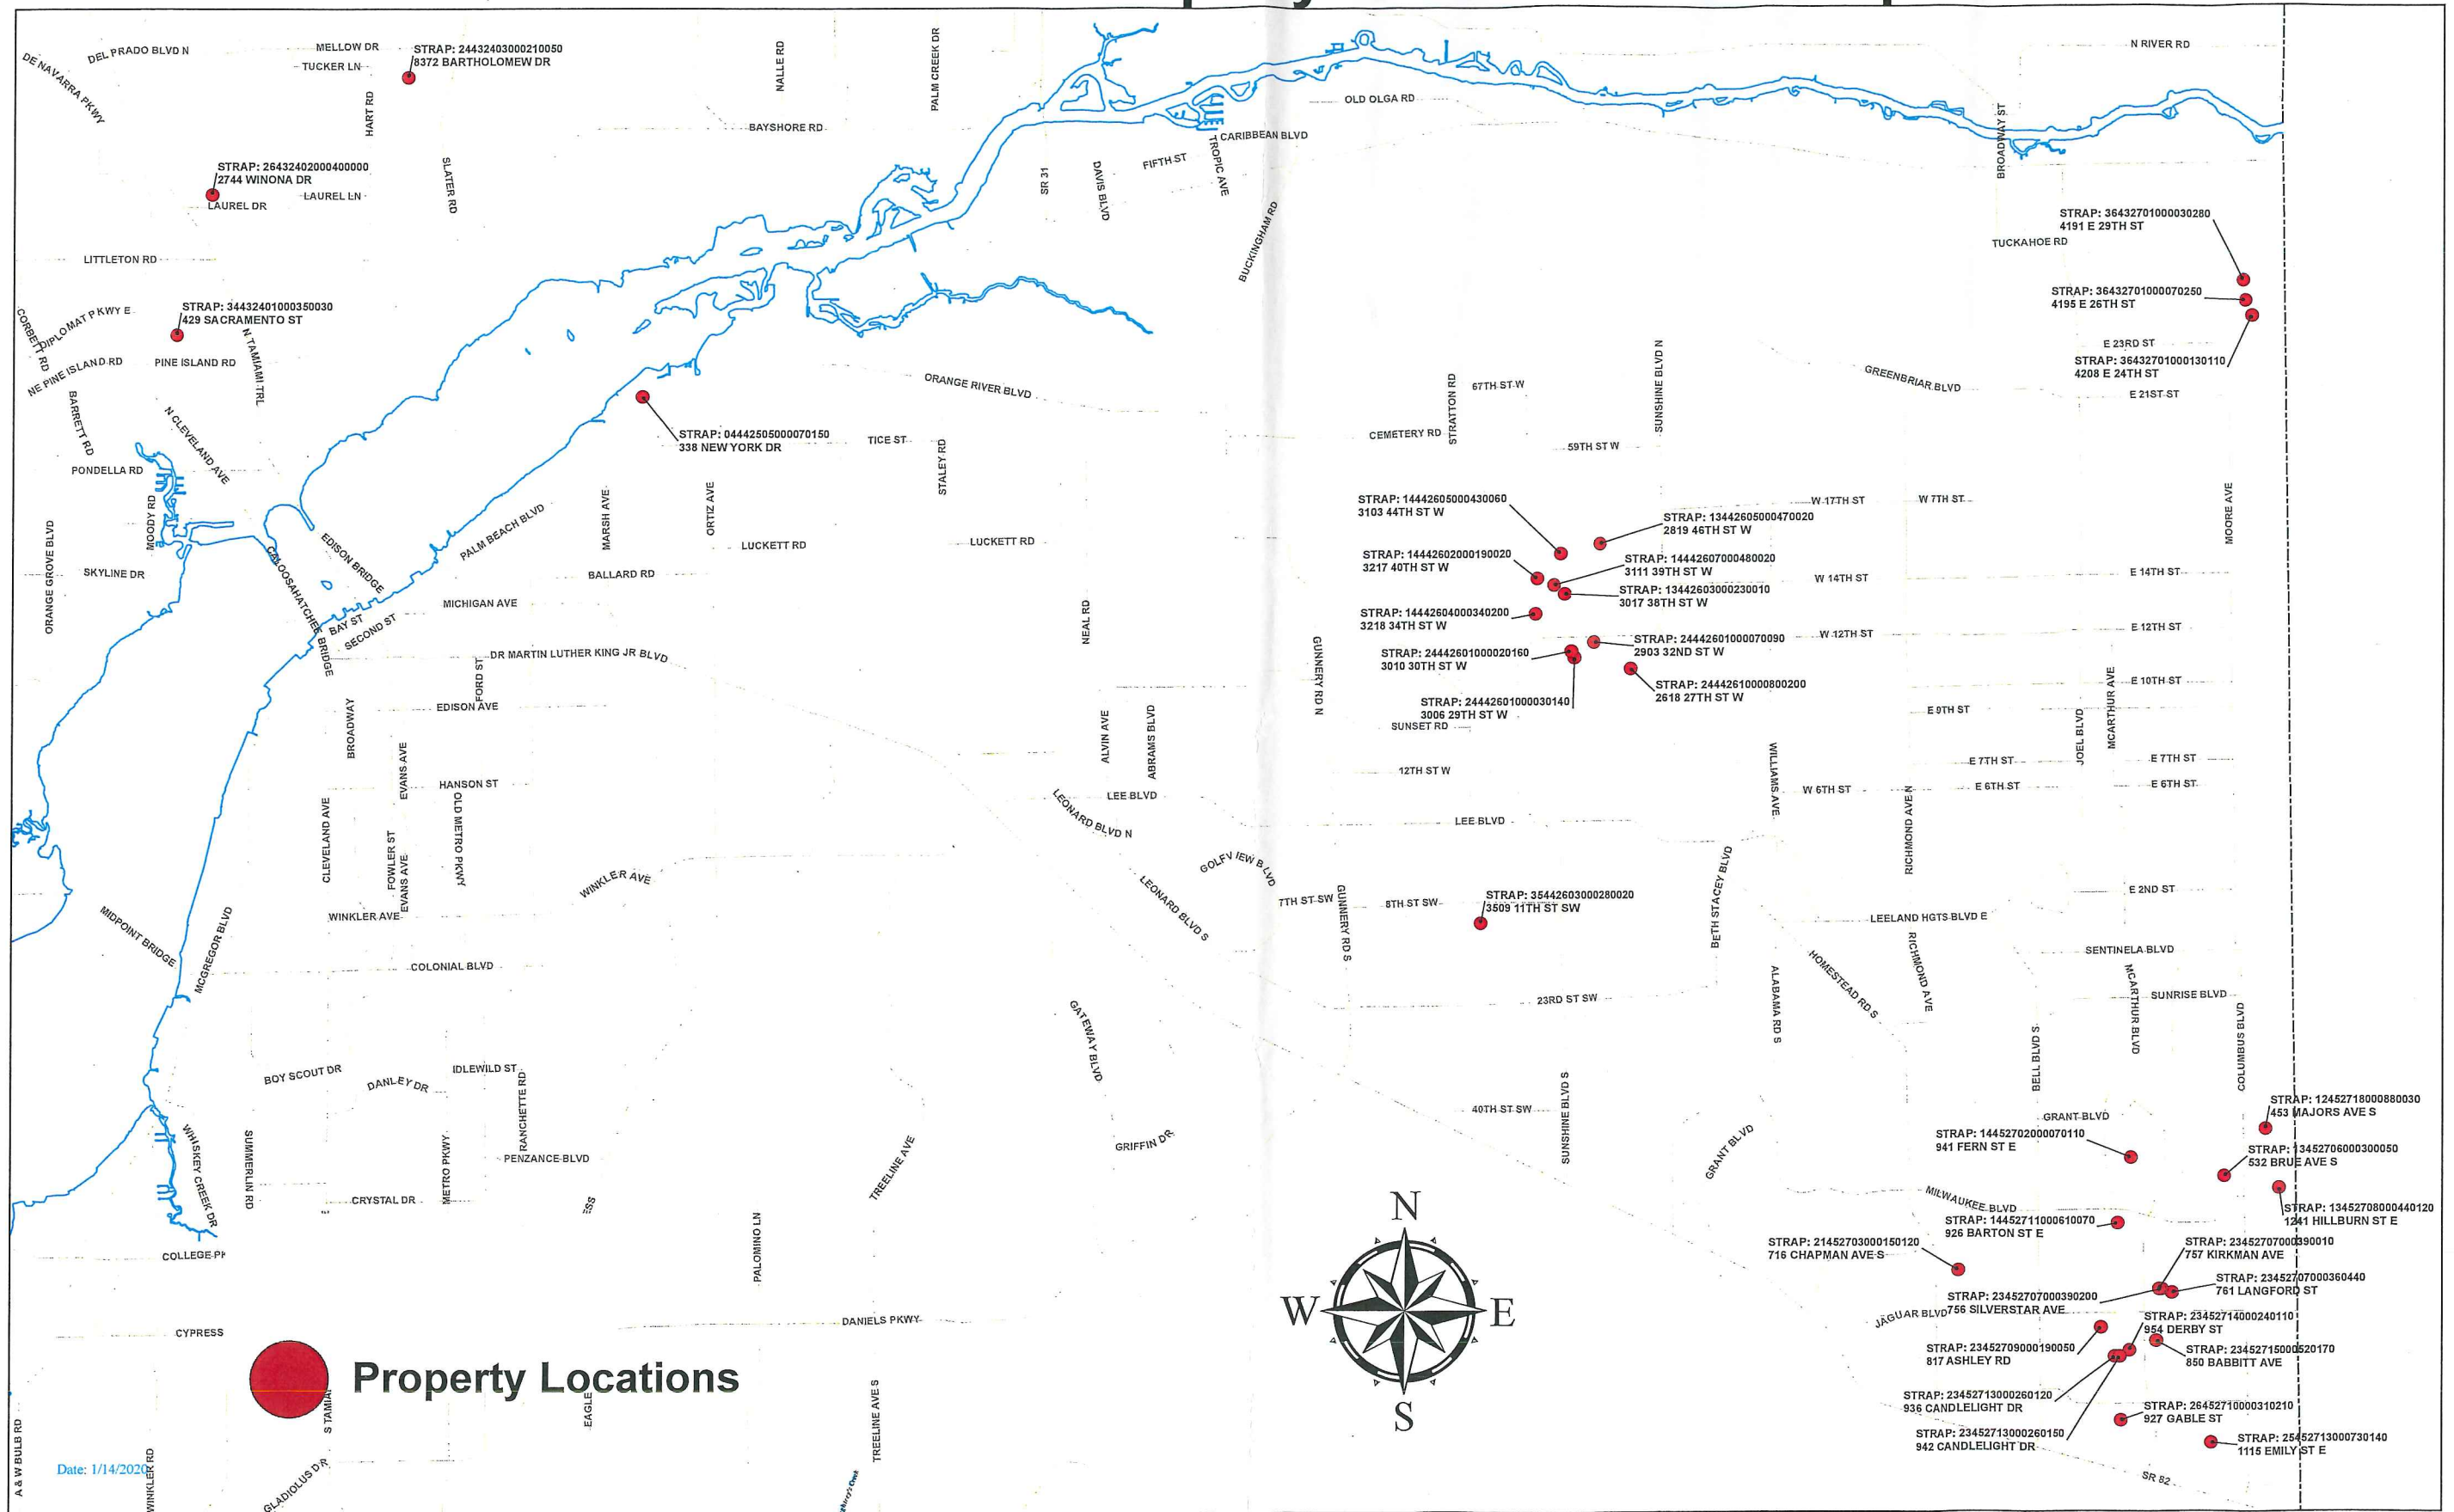 N RIVER RD
DEL PRADO BLVD N
MELLOW DR
TUCKER LN
STRAP: 24432403000210050
8372 BARTHOLOMEW DR
DE NAVARRA PKWY
HART RD
NALLE RD
PALM CREEK DR
BAYSHORE RD
OLD OLGA RD
CARIBBEAN BLVD
BROADWAY ST
STRAP: 26432402000400000
2744 WINONA DR
LAUREL DR
LAUREL LN
SLATER RD
SR 31
DAVIS BLVD
FIFTH ST
TROPIC AVE
BUCKINGHAM RD
STRAP: 36432701000030280
4191 E 29TH ST
TUCKAHOE RD
LITTLETON RD
STRAP: 36432701000070250
4195 E 26TH ST
STRAP: 34432401000350030
429 SACRAMENTO ST
CORBETT RD
DIPLOMAT PKWY E
NE PINE ISLAND RD
PINE ISLAND RD
N TAMIAMI TRL
E 23RD ST
STRAP: 36432701000130110
4208 E 24TH ST
GREENBRIAR BLVD
E 21ST ST
ORANGE RIVER BLVD
67TH ST W
STRATTON RD
SUNSHINE BLVD N
BARRETT RD
N CLEVELAND AVE
STRAP: 04442505000070150
338 NEW YORK DR
TICE ST
STALEY RD
CEMETERY RD
59TH ST W
PONDELLA RD
MOODY RD
ORANGE GROVE BLVD
MARSH AVE
ORTIZ AVE
PALM BEACH BLVD
LUCKETT RD
LUCKETT RD
STRAP: 14442605000430060
3103 44TH ST W
W 17TH ST
W 7TH ST
MOORE AVE
STRAP: 13442605000470020
2819 46TH ST W
STRAP: 14442602000190020
3217 40TH ST W
STRAP: 14442607000480020
3111 39TH ST W
STRAP: 13442603000230010
3017 38TH ST W
W 14TH ST
E 14TH ST
SKYLINE DR
CALOOSAHATCHEE BRIDGE
EDISON BRIDGE
BALLARD RD
MICHIGAN AVE
BAY ST
SECOND ST
NEAL RD
STRAP: 14442604000340200
3218 34TH ST W
W 12TH ST
E 12TH ST
STRAP: 24442601000070090
2903 32ND ST W
STRAP: 24442601000020160
3010 30TH ST W
DR MARTIN LUTHER KING JR BLVD
FORD ST
GUNNERY RD N
STRAP: 24442610000800200
2618 27TH ST W
E 10TH ST
STRAP: 24442601000030140
3006 29TH ST W
SUNSET RD
EDISON AVE
BROADWAY
E 9TH ST
JOEL BLVD
MCARTHUR AVE
ALVIN AVE
ABRAMS BLVD
EVANS AVE
HANSON ST
12TH ST W
WILLIAMS AVE
E 7TH ST
E 7TH ST
W 6TH ST
E 6TH ST
E 6TH ST
LEE BLVD
LEONARD BLVD N
LEE BLVD
RICHMOND AVE N
CLEVELAND AVE
FOWLER ST
EVANS AVE
OLD METRO PKWY
WINKLER AVE
WINKLER AVE
GOLFVIEW BLVD
LEONARD BLVD S
7TH ST SW
GUNNERY RD S
8TH ST SW
STRAP: 35442603000280020
3509 11TH ST SW
BETH STACEY BLVD
E 2ND ST
LEELAND HGTS BLVD E
SENTINELA BLVD
MIDPOINT BRIDGE
MCGREGOR BLVD
COLONIAL BLVD
23RD ST SW
ALABAMA RD S
HOMESTEAD RD S
RICHMOND AVE
MCARTHUR BLVD
SUNRISE BLVD
COLUMBUS BLVD
BELL BLVD S
GATEWAY BLVD
BOY SCOUT DR
DANLEY DR
IDLEWILD ST
RANCHETTE RD
40TH ST SW
SUNSHINE BLVD S
GRANT BLVD
GRANT BLVD
STRAP: 12452718000880030
453 MAJORS AVE S
STRAP: 14452702000070110
941 FERN ST E
STRAP: 13452706000300050
532 BRUE AVE S
WHISKEY CREEK DR
SUMMERLIN RD
METRO PKWY
PENZANCE BLVD
CRYSTAL DR
ESS
TREELINE AVE
GRIFFIN DR
MILWAUKEE BLVD
STRAP: 13452708000440120
1241 HILLBURN ST E
STRAP: 14452711000610070
926 BARTON ST E
STRAP: 21452703000150120
716 CHAPMAN AVE S
STRAP: 23452707000390010
757 KIRKMAN AVE
COLLEGE P
PALOMINO LN
N
W
E
S
STRAP: 23452707000360440
761 LANGFORD ST
STRAP: 23452707000390200
756 SILVERSTAR AVE
JAGUAR BLVD
DANIELS PKWY
CYPRESS
STRAP: 23452714000240110
954 DERBY ST
STRAP: 23452709000190050
817 ASHLEY RD
STRAP: 23452715000520170
850 BABBITT AVE
Property Locations
STRAP: 23452713000260120
936 CANDLELIGHT DR
STRAP: 26452710000310210
927 GABLE ST
STRAP: 23452713000260150
942 CANDLELIGHT DR
STRAP: 25452713000730140
1115 EMILY ST E
SR 82
A & W BULB RD
Date: 1/14/2020
WINKLER RD
GLADIOLUS DR
S TAMIAM
EAGLE
TREELINE AVE S